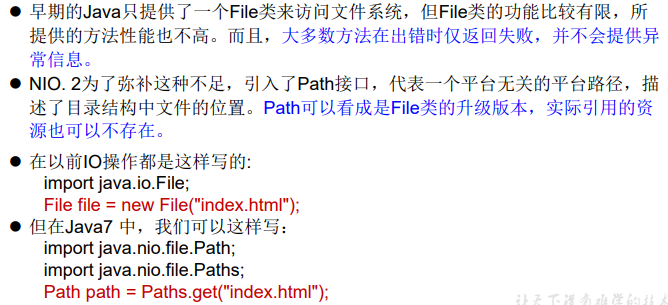 ● 早期的Java只提供了一个File类来访问文件系统，但File类的功能比较有限，所
提供的方法性能也不高。而且，大多数方法在出错时仅返回失败，并不会提供异
常信息。
● NIO. 2为了弥补这种不足，引入了Path接口，代表一个平台无关的平台路径，描
述了目录结构中文件的位置。Path可以看成是File类的升级版本，实际引用的资
源也可以不存在。
● 在以前IO操作都是这样写的:
import java.io.File;
File file = new File("index.html");
● 但在Java7 中，我们可以这样写：
import java.nio.file.Path;
import java.nio.file.Paths;
Path path = Paths.get("index.html");